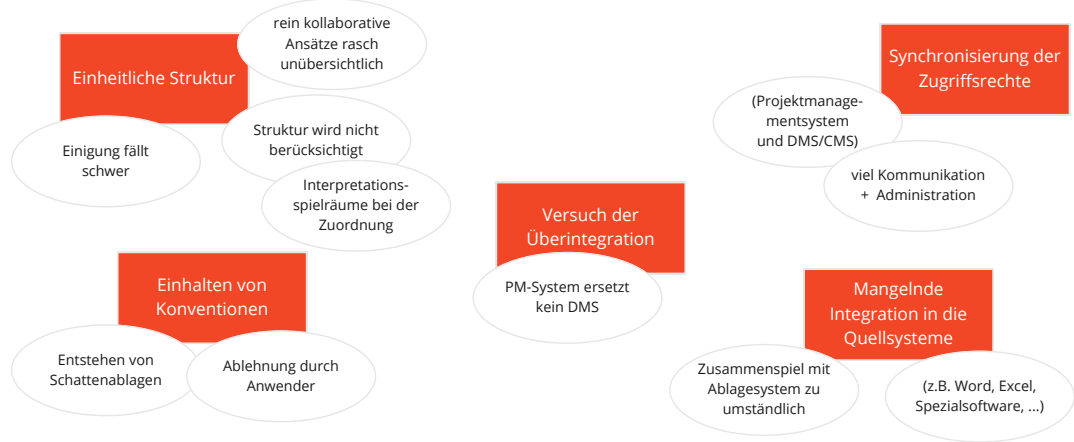 rein kollaborative
Ansätze rasch
unübersichtlich
Einheitliche Struktur
Struktur wird nicht
berücksichtigt
Einigung fällt
schwer
Interpretations-
spielräume bei der
Zuordnung
Synchronisierung der
Zugriffsrechte
(Projektmanage-
mentsystem
und DMS/CMS)
viel Kommunikation
+ Administration
Versuch der
Überintegration
PM-System ersetzt
kein DMS
Einhalten von
Konventionen
Entstehen von
Schattenablagen
Ablehnung durch
Anwender
Mangelnde
Integration in die
Quellsysteme
Zusammenspiel mit
Ablagesystem zu
umständlich
(z.B. Word, Excel,
Spezialsoftware, ...)